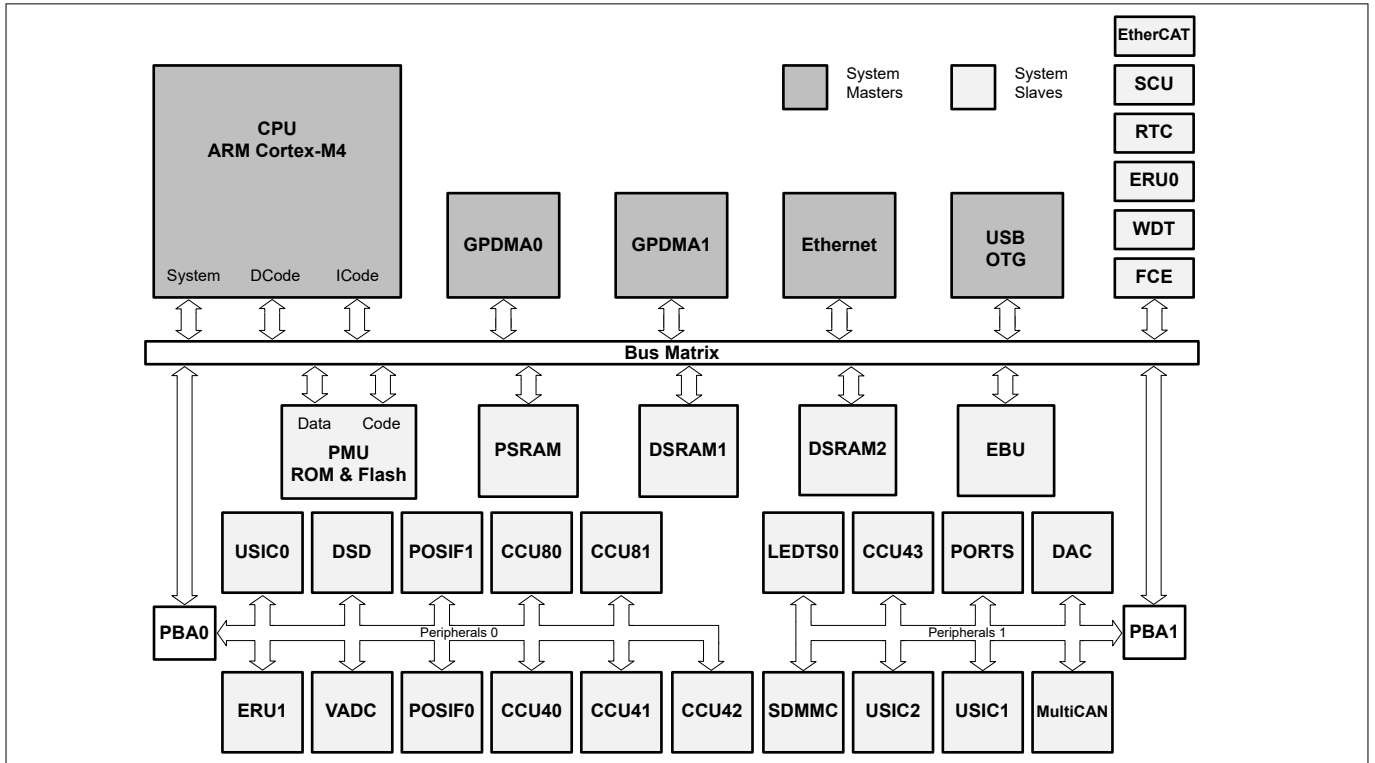 EtherCAT
System
Masters
System
Slaves
SCU
CPU
ARM Cortex-M4
RTC
ERU0
GPDMA0
GPDMA1
Ethernet
USB
OTG
WDT
System
DCode
ICode
FCE
Bus Matrix
Data
Code
PMU
ROM & Flash
PSRAM
DSRAM1
DSRAM2
EBU
USIC0
DSD
POSIF1
CCU80
CCU81
LEDTS0
CCU43
PORTS
DAC
PBA0
Peripherals 0
Peripherals 1
PBA1
ERU1
VADC
POSIF0
CCU40
CCU41
CCU42
SDMMC
USIC2
USIC1
MultiCAN